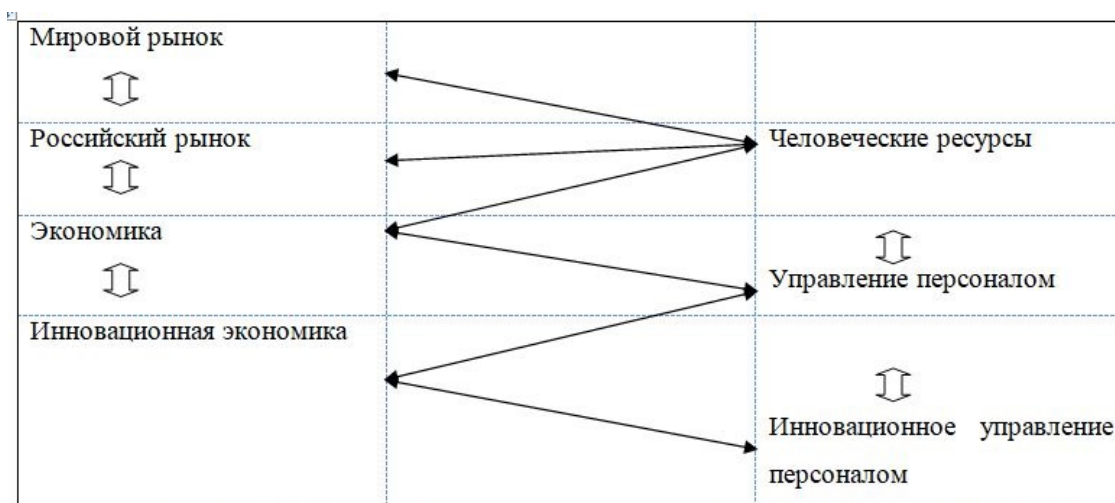 Мировой рынок
Российский рынок
Человеческие ресурсы
Экономика
Управление персоналом
Инновационная экономика
Инновационное управление
персоналом